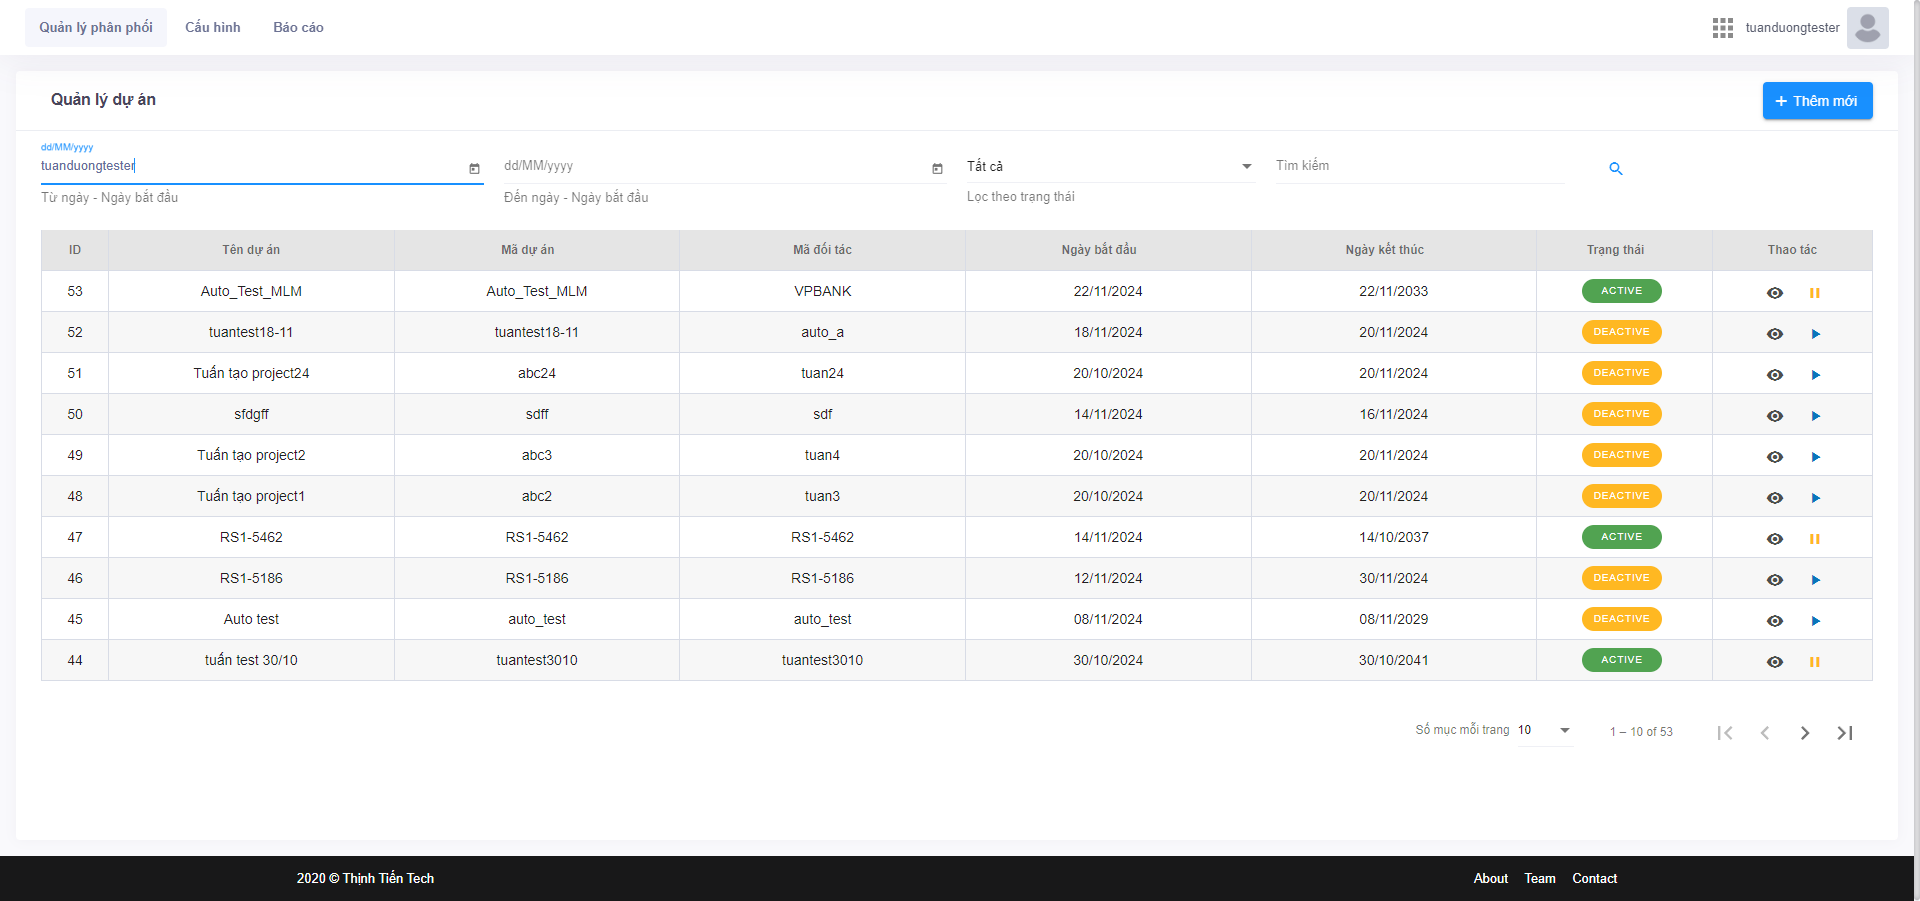 Quản lý phân phối Cấu hình Báo cáo tuanduongtester
Quản lý dự án + Thêm mới
dd/MM/yyyy
tuanduongtester dd/MM/yyyy Tất cả Tìm kiếm
Từ ngày - Ngày bắt đầu Đến ngày - Ngày bắt đầu Lọc theo trạng thái
ID Tên dự án Mã dự án Mã đối tác Ngày bắt đầu Ngày kết thúc Trạng thái Thao tác
53 Auto_Test_MLM Auto_Test_MLM VPBANK 22/11/2024 22/11/2033 ACTIVE
52 tuantest18-11 tuantest18-11 auto_a 18/11/2024 20/11/2024 DEACTIVE
51 Tuấn tạo project24 abc24 tuan24 20/10/2024 20/11/2024 DEACTIVE
50 sfdgff sdff sdf 14/11/2024 16/11/2024 DEACTIVE
49 Tuấn tạo project2 abc3 tuan4 20/10/2024 20/11/2024 DEACTIVE
48 Tuấn tạo project1 abc2 tuan3 20/10/2024 20/11/2024 DEACTIVE
47 RS1-5462 RS1-5462 RS1-5462 14/11/2024 14/10/2037 ACTIVE
46 RS1-5186 RS1-5186 RS1-5186 12/11/2024 30/11/2024 DEACTIVE
45 Auto test auto_test auto_test 08/11/2024 08/11/2029 DEACTIVE
44 tuấn test 30/10 tuantest3010 tuantest3010 30/10/2024 30/10/2041 ACTIVE
Số mục mỗi trang 10 1 – 10 of 53
2020 © Thịnh Tiến Tech About Team Contact